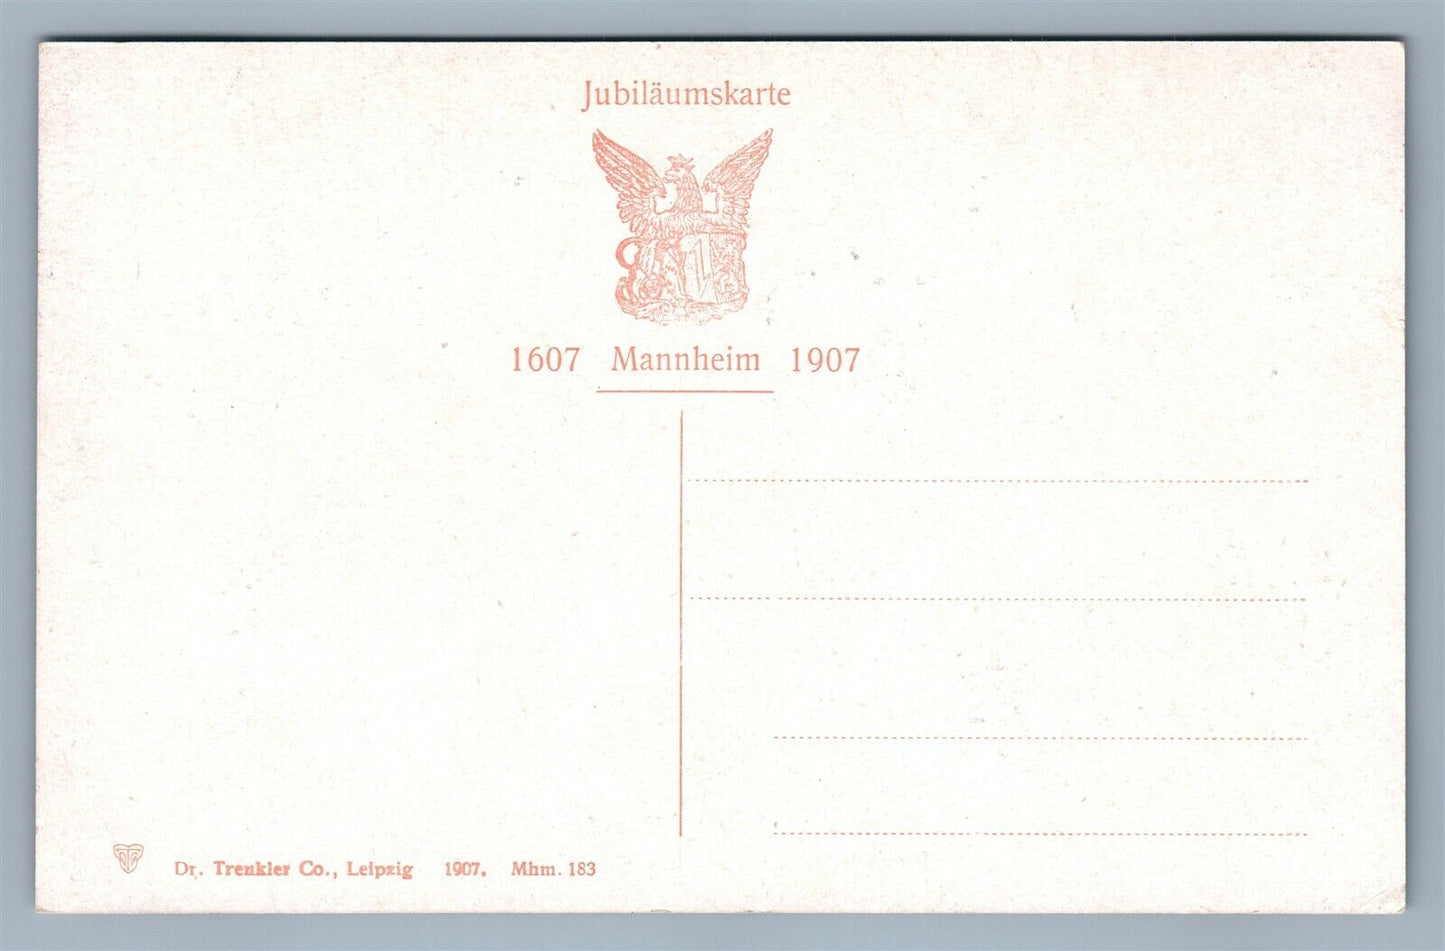 Jubiläumskarte
1607 Mannheim 1907
Dr. Trenkler Co., Leipzig 1907. Mhm. 183